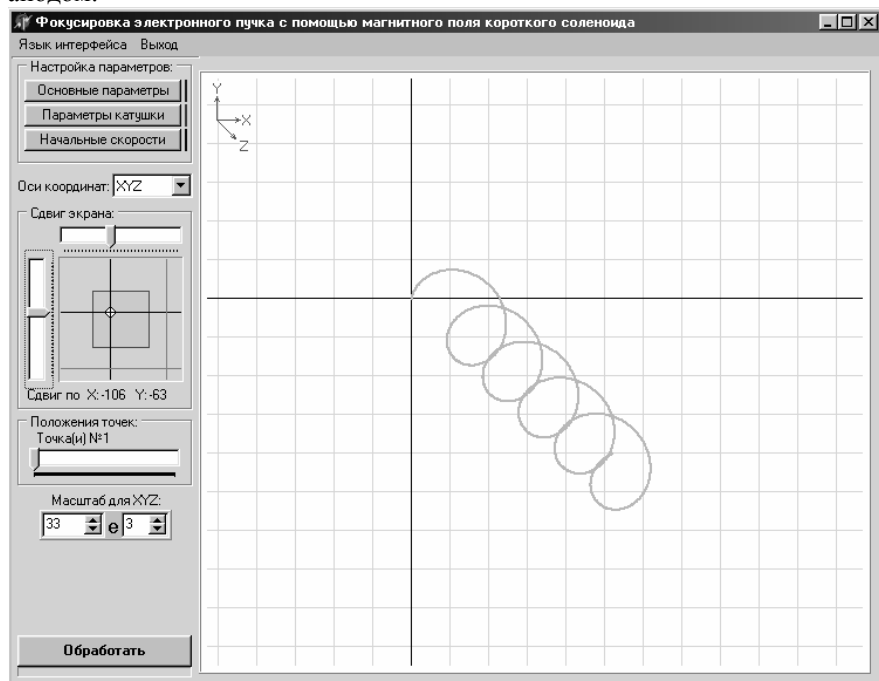 анодом.
Фокусировка электронного пучка с помощью магнитного поля короткого соленоида
Язык интерфейса Выход
Настройка параметров:
Основные параметры
Параметры катушки
Начальные скорости
Оси координат: XYZ
Сдвиг экрана:
Сдвиг по X:-106 Y:-63
Положения точек:
Точка(и) №1
Масштаб для XYZ:
33 e 3
Обработать
Y
X
Z